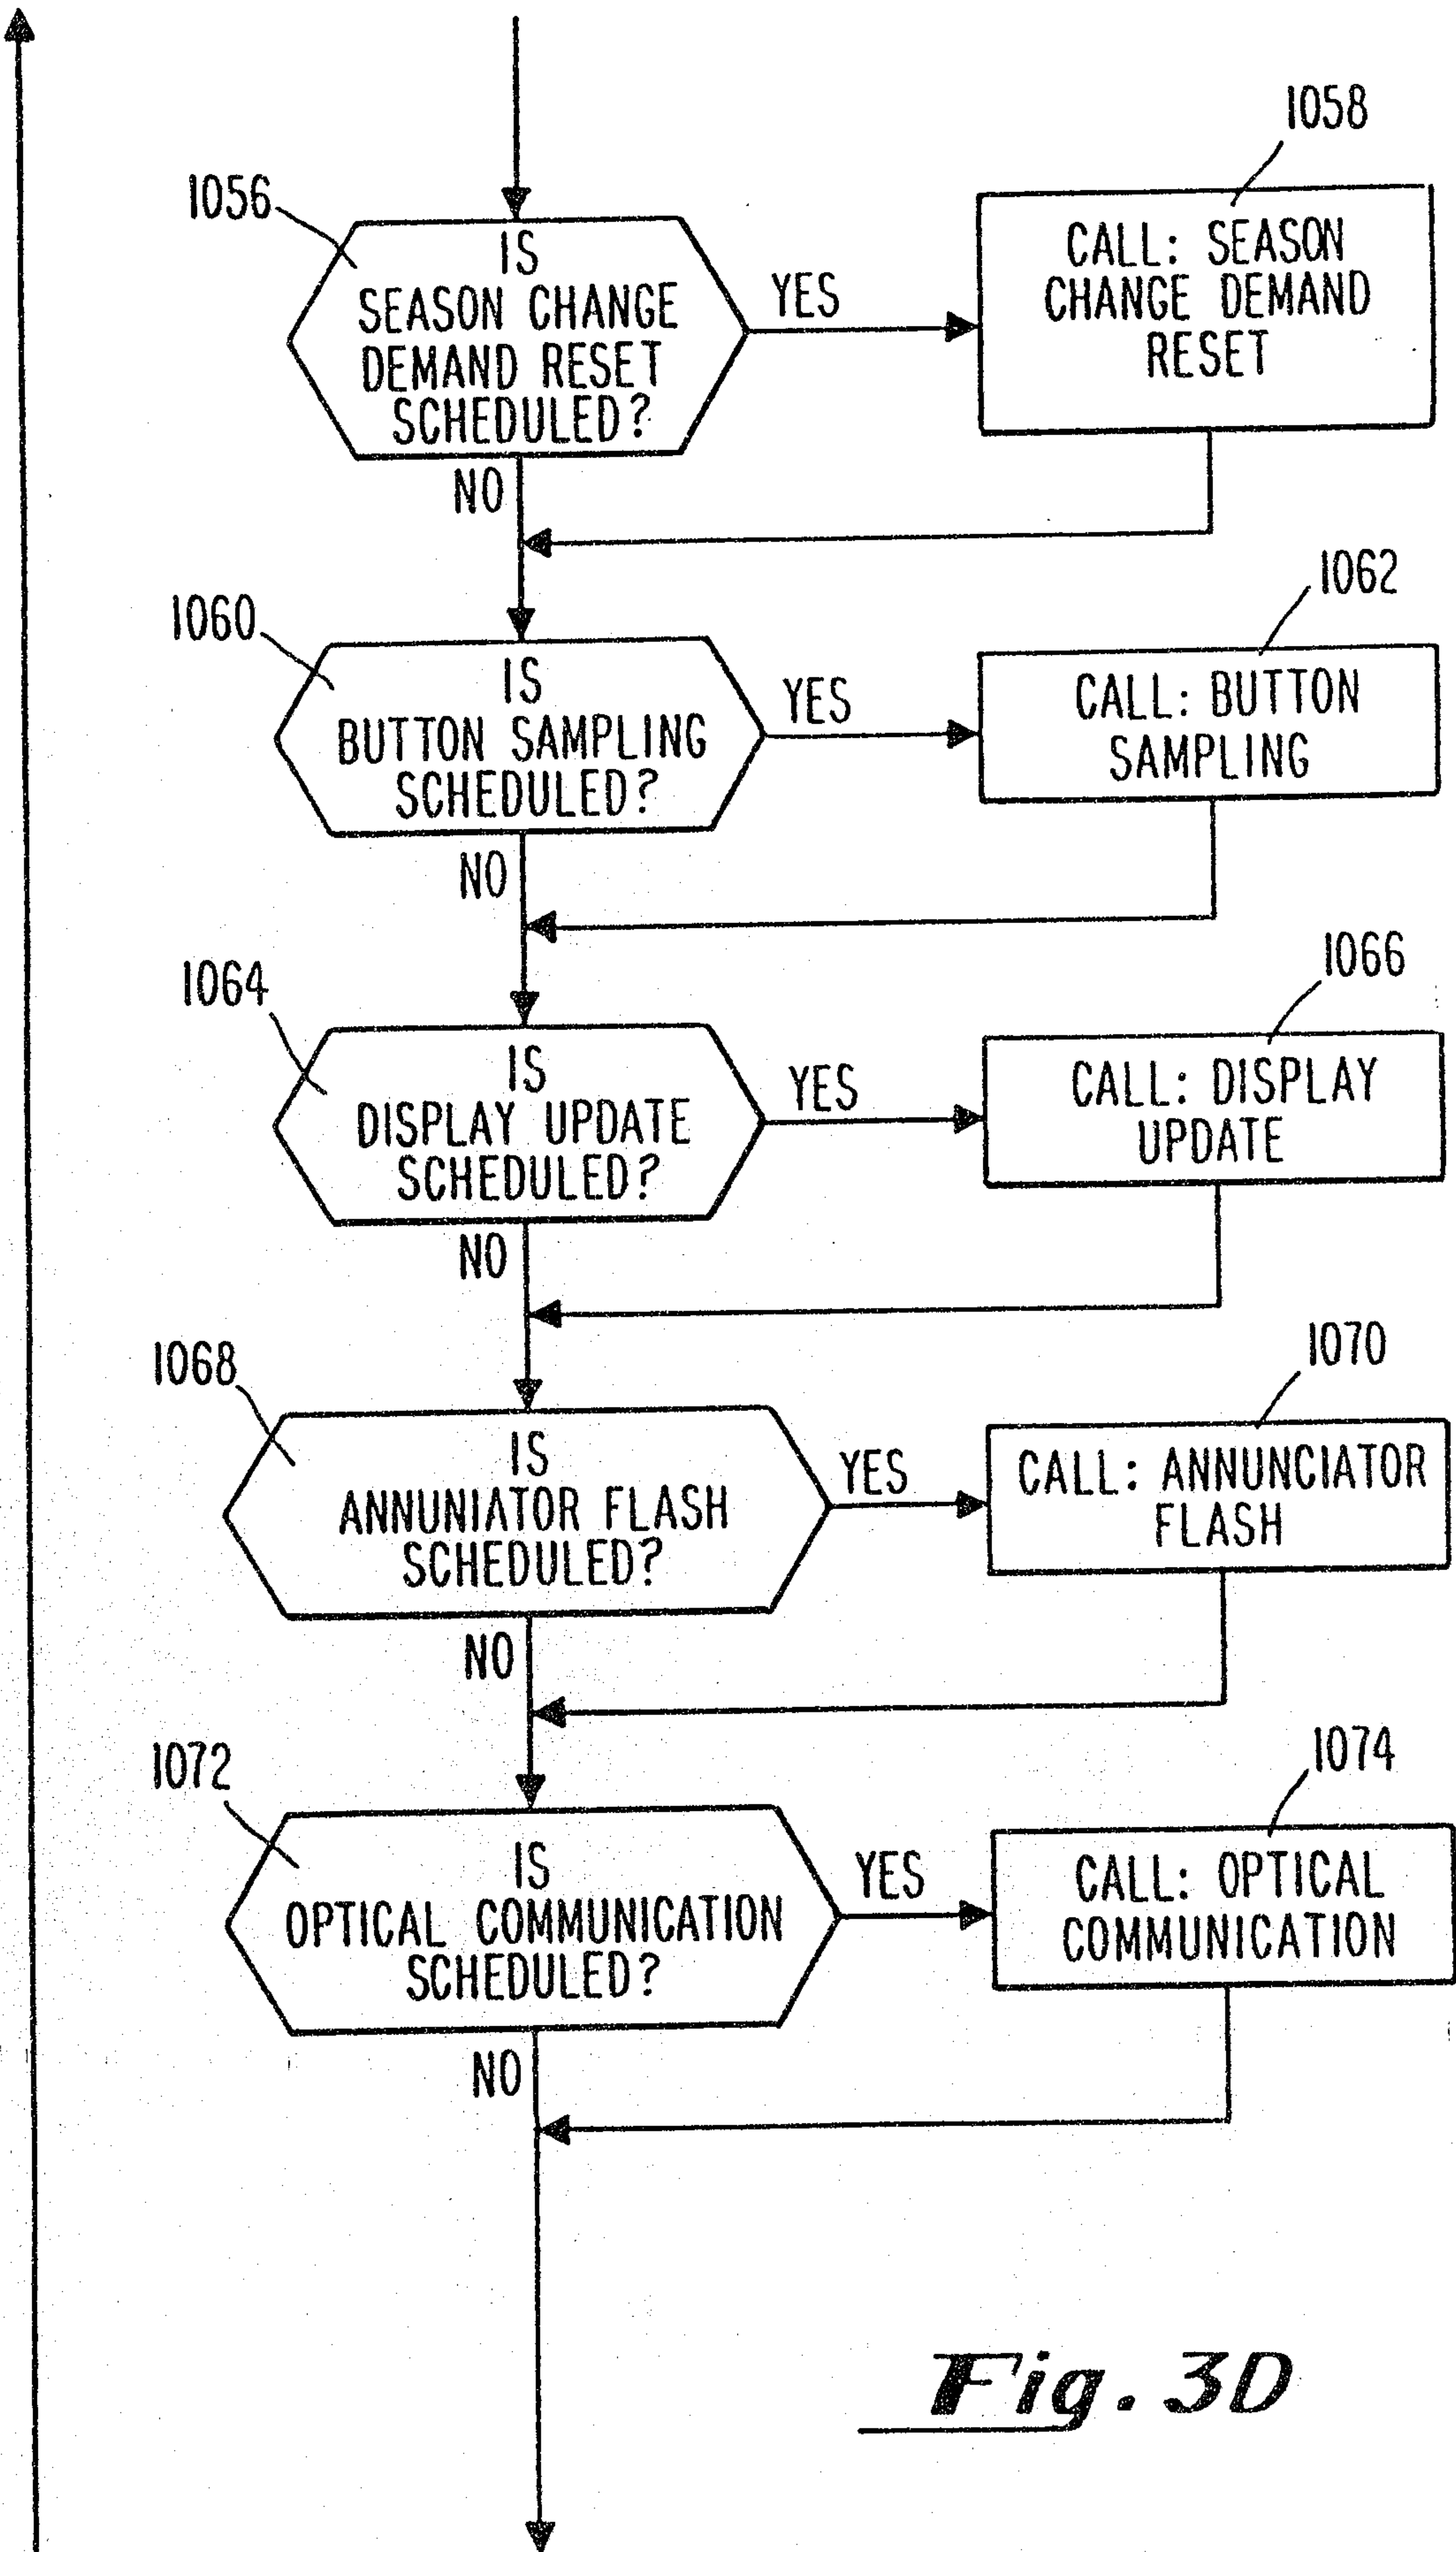 1058
1056
IS
SEASON CHANGE
DEMAND RESET
SCHEDULED?
YES
CALL: SEASON
CHANGE DEMAND
RESET
NO
1062
1060
IS
BUTTON SAMPLING
SCHEDULED?
YES
CALL: BUTTON
SAMPLING
NO
1066
1064
IS
DISPLAY UPDATE
SCHEDULED?
YES
CALL: DISPLAY
UPDATE
NO
1070
1068
IS
ANNUNIATOR FLASH
SCHEDULED?
YES
CALL: ANNUNCIATOR
FLASH
NO
1074
1072
IS
OPTICAL COMMUNICATION
SCHEDULED?
YES
CALL: OPTICAL
COMMUNICATION
NO
Fig. 3D